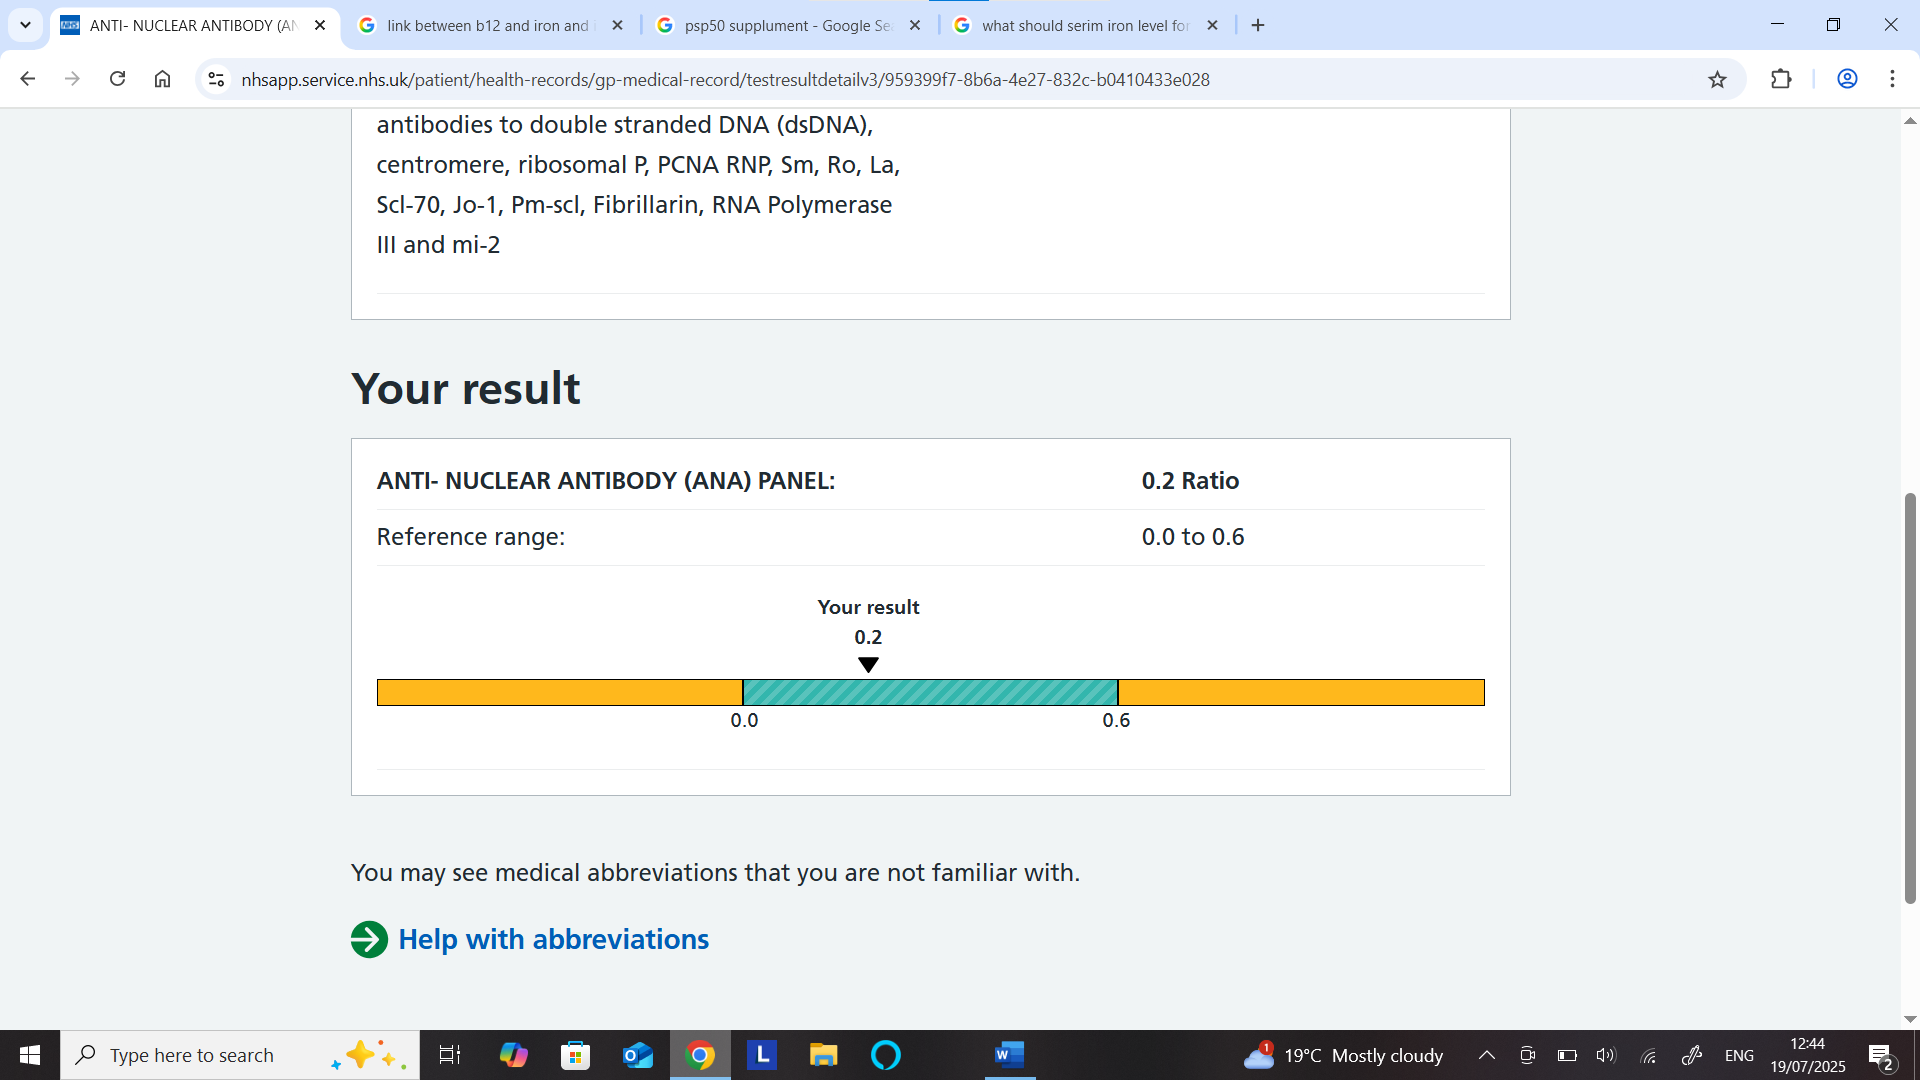 ANTI- NUCLEAR ANTIBODY (AN
link between b12 and iron and
psp50 supplument - Google Se
what should serim iron level for
nhsapp.service.nhs.uk/patient/health-records/gp-medical-record/testresultdetailv3/959399f7-8b6a-4e27-832c-b0410433e028
antibodies to double stranded DNA (dsDNA),
centromere, ribosomal P, PCNA RNP, Sm, Ro, La,
Scl-70, Jo-1, Pm-scl, Fibrillarin, RNA Polymerase
III and mi-2
Your result
ANTI- NUCLEAR ANTIBODY (ANA) PANEL: 0.2 Ratio
Reference range: 0.0 to 0.6
Your result
0.2
0.0 0.6
You may see medical abbreviations that you are not familiar with.
Help with abbreviations
Type here to search
L
1
19°C Mostly cloudy
ENG
12:44
19/07/2025
2